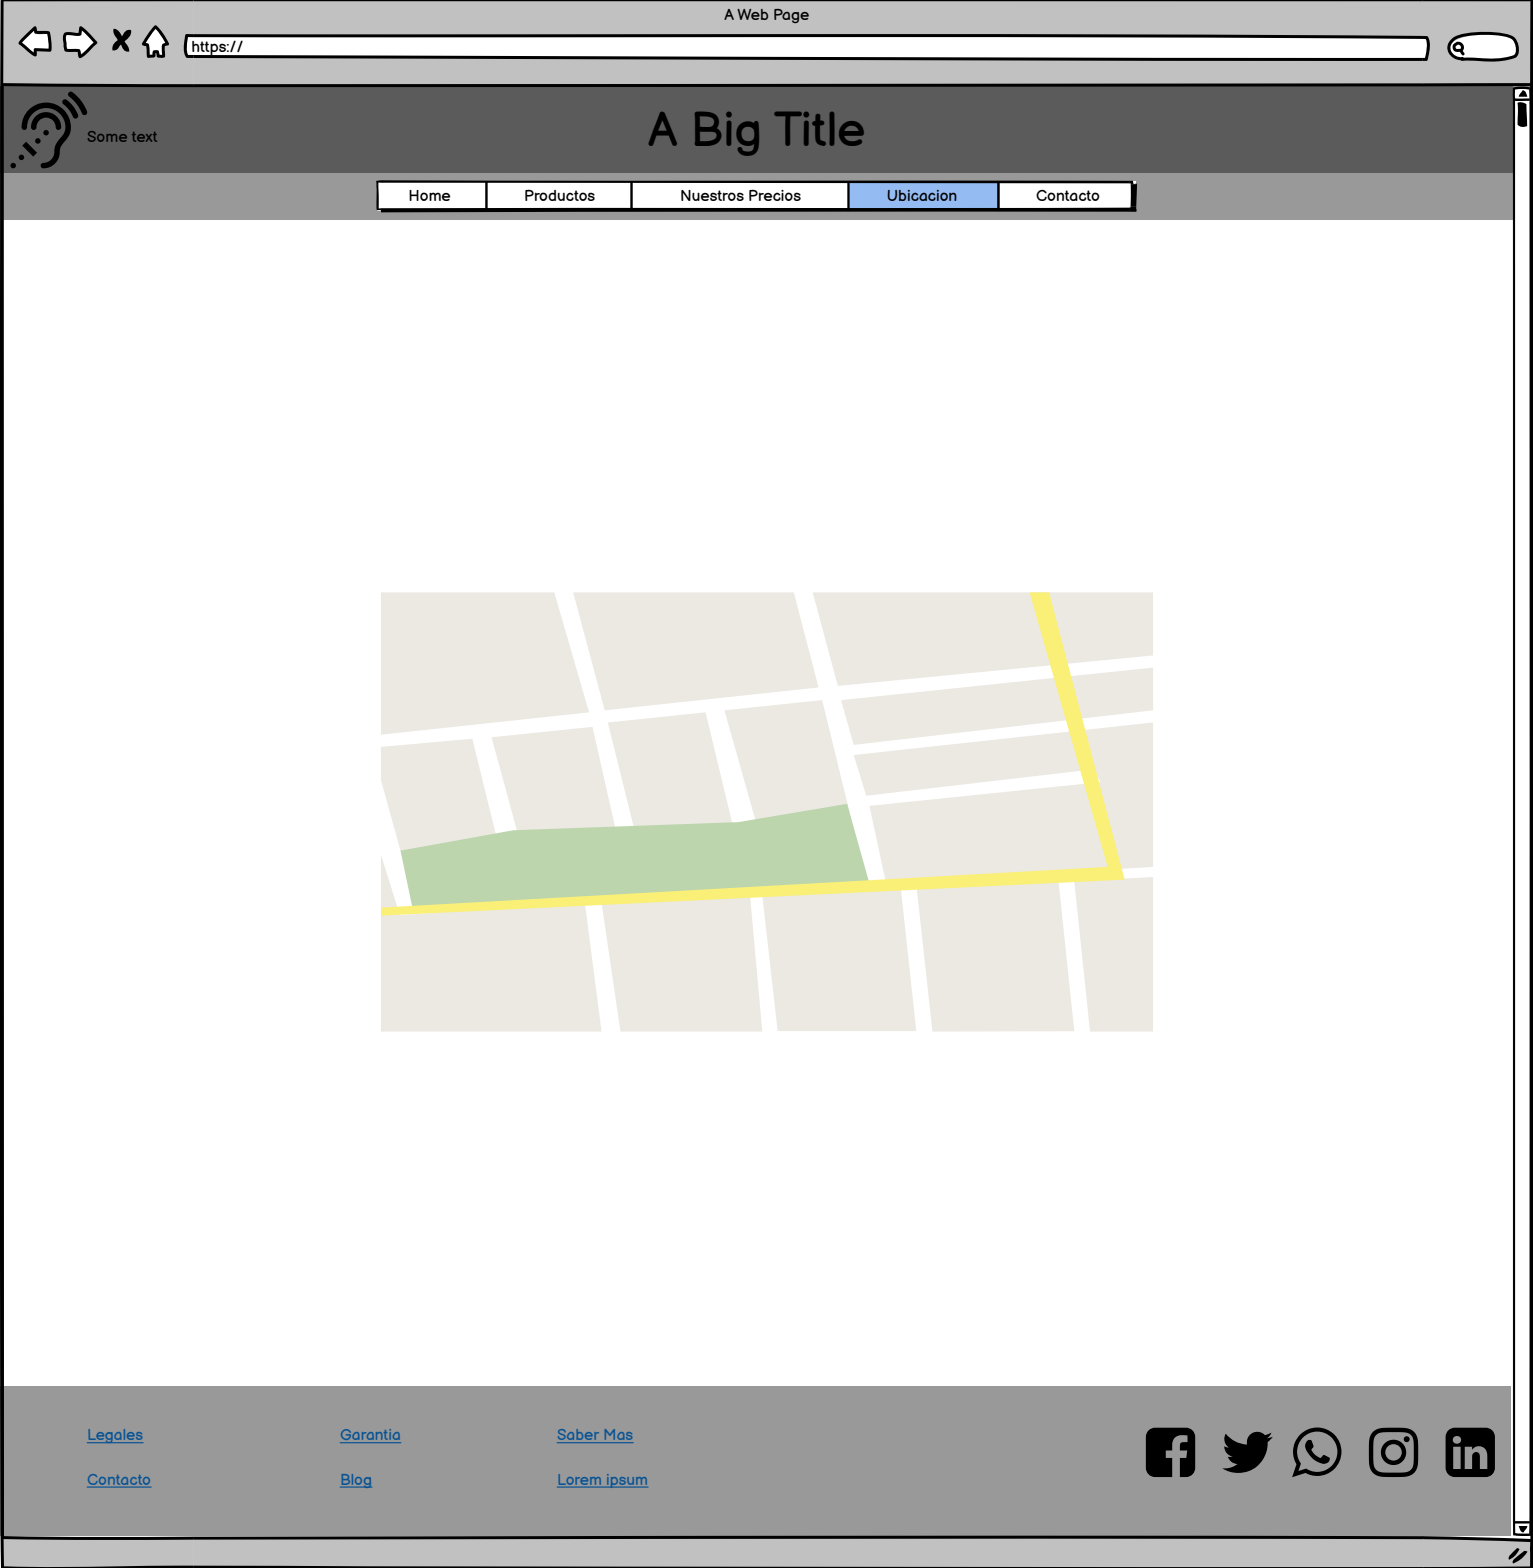 A Web Page
https://
Some text
A Big Title
Home Productos Nuestros Precios Ubicacion Contacto
Legales Garantia Saber Mas
Contacto Blog Lorem ipsum